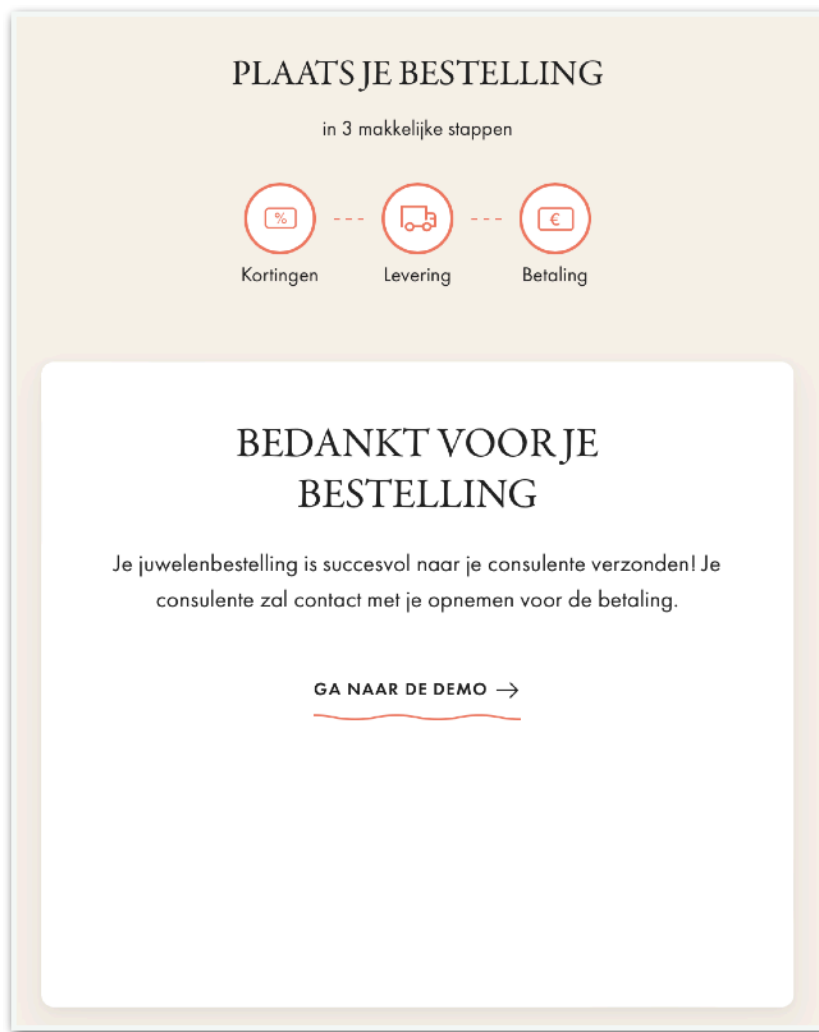 PLAATS JE BESTELLING
in 3 makkelijke stappen
%
€
Kortingen
Levering
Betaling
BEDANKT VOOR JE
BESTELLING
Je juwelenbestelling is succesvol naar je consulente verzonden! Je
consulente zal contact met je opnemen voor de betaling.
GA NAAR DE DEMO →